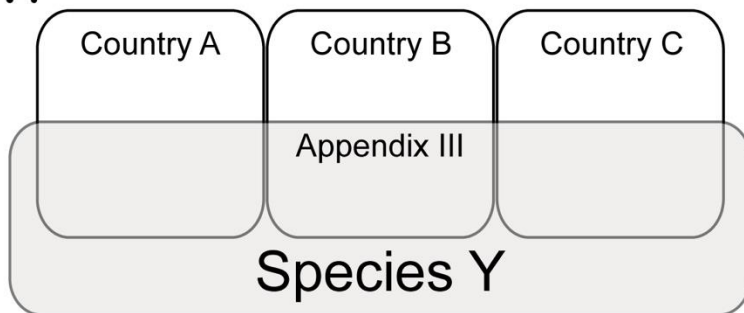 Country A
Country B
Country C
Appendix III
Species Y